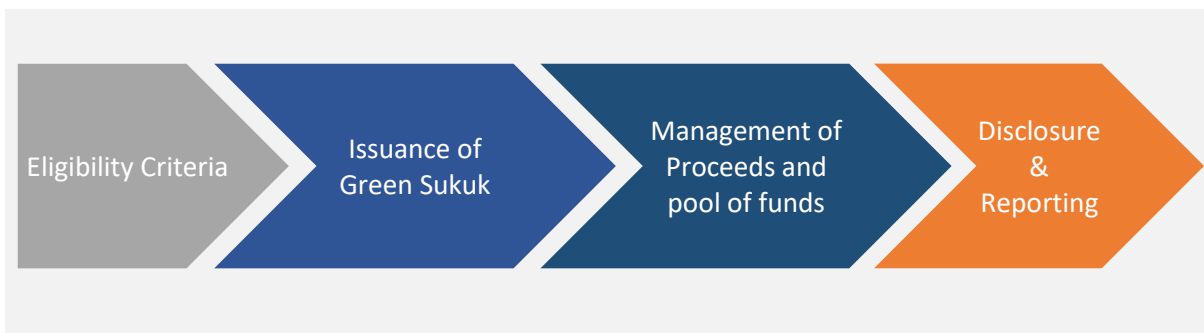 Eligibility Criteria
Issuance of
Green Sukuk
Management of
Proceeds and
pool of funds
Disclosure
&
Reporting